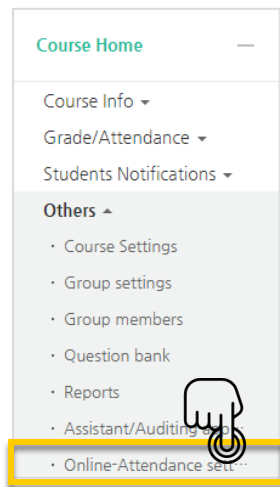 Course Home
Course Info
Grade/Attendance
Students Notifications
Others
· Course Settings
· Group settings
· Group members
· Question bank
· Reports
· Assistant/Auditing
· Online-Attendance sett…